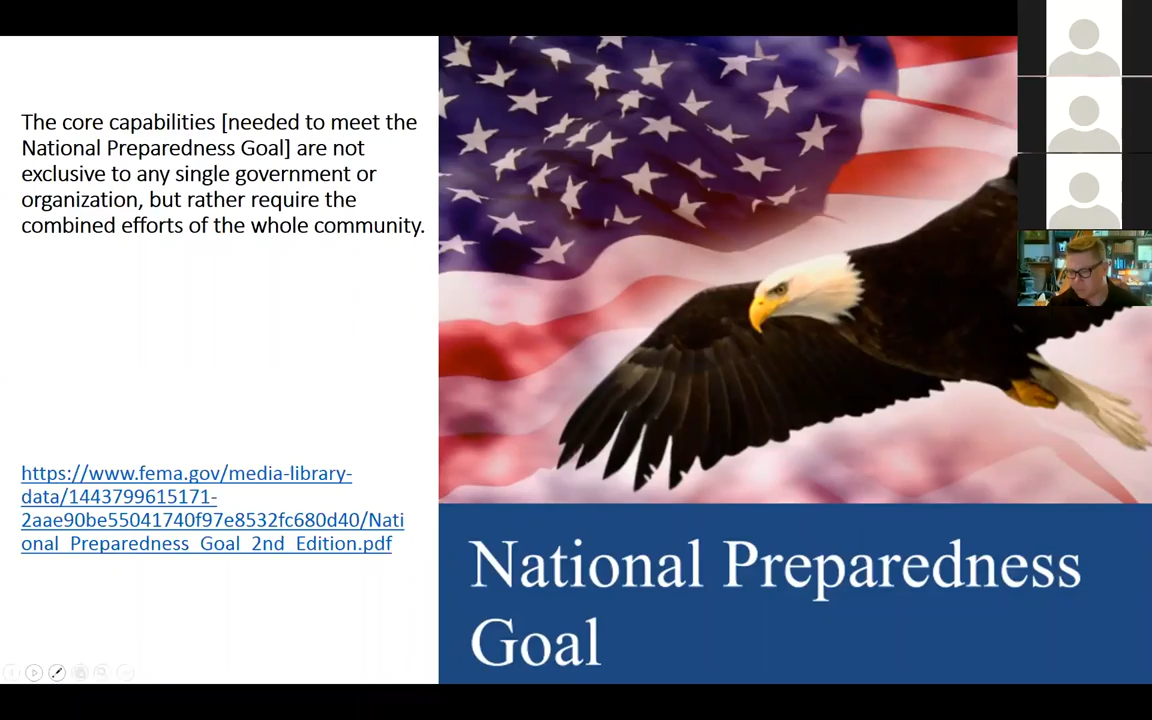 The core capabilities [needed to meet the
National Preparedness Goal] are not
exclusive to any single government or
organization, but rather require the
combined efforts of the whole community.
https://www.fema.gov/media-library-
data/1443799615171-
2aae90be55041740f97e8532fc680d40/Nati
onal_Preparedness_Goal_2nd_Edition.pdf
National Preparedness
Goal